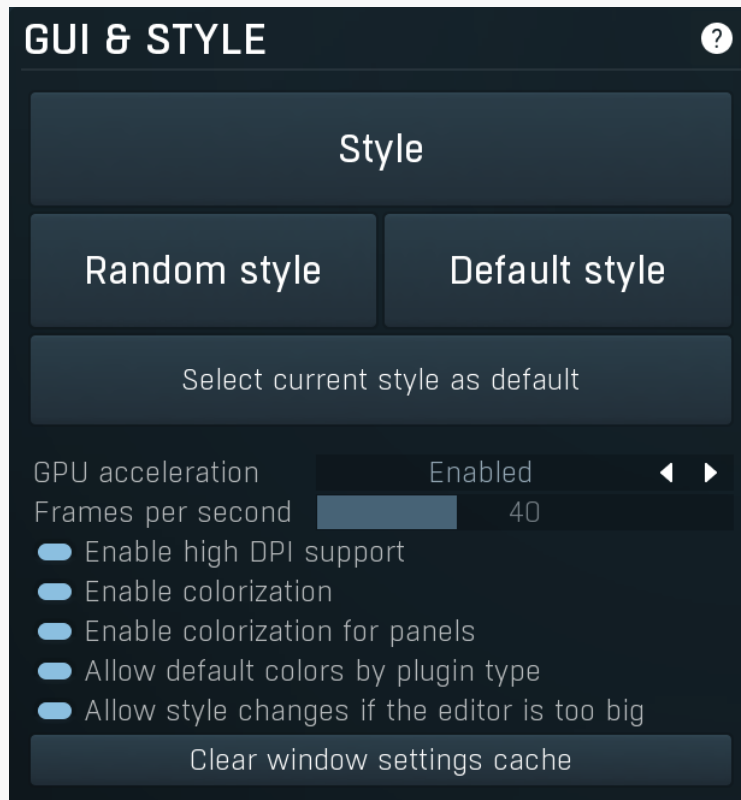 GUI & STYLE ?
Style
Random style Default style
Select current style as default
GPU acceleration Enabled
Frames per second 40
Enable high DPI support
Enable colorization
Enable colorization for panels
Allow default colors by plugin type
Allow style changes if the editor is too big
Clear window settings cache